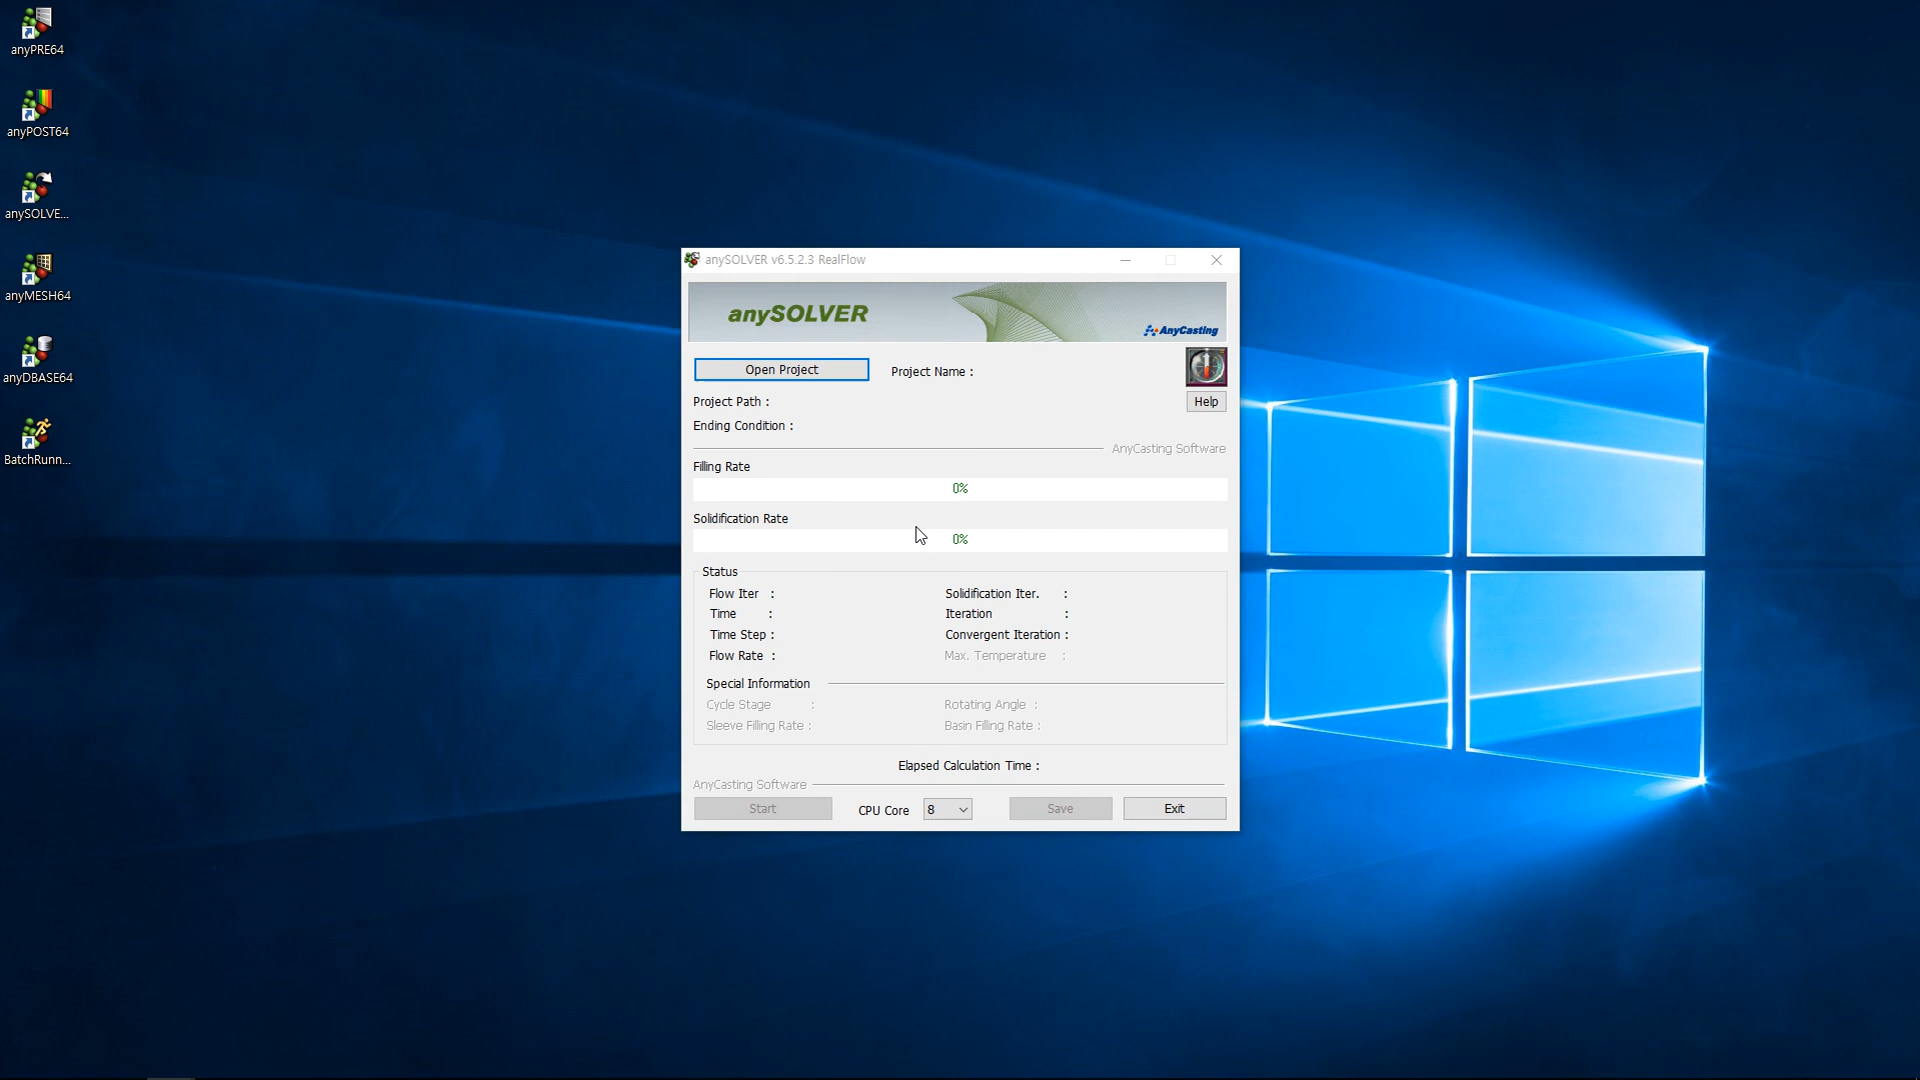 anyPRE64
anyPOST64
anySOLVE...
anyMESH64
anyDBASE64
BatchRunn...
anySOLVER v6.5.2.3 RealFlow
anySOLVER
AnyCasting
Open Project
Project Name :
Project Path :
Help
Ending Condition :
AnyCasting Software
Filling Rate
0%
Solidification Rate
0%
Status
Flow Iter :
Solidification Iter. :
Time :
Iteration :
Time Step :
Convergent Iteration :
Flow Rate :
Max. Temperature :
Special Information
Cycle Stage :
Rotating Angle :
Sleeve Filling Rate :
Basin Filling Rate :
Elapsed Calculation Time :
AnyCasting Software
Start
CPU Core
8
Save
Exit